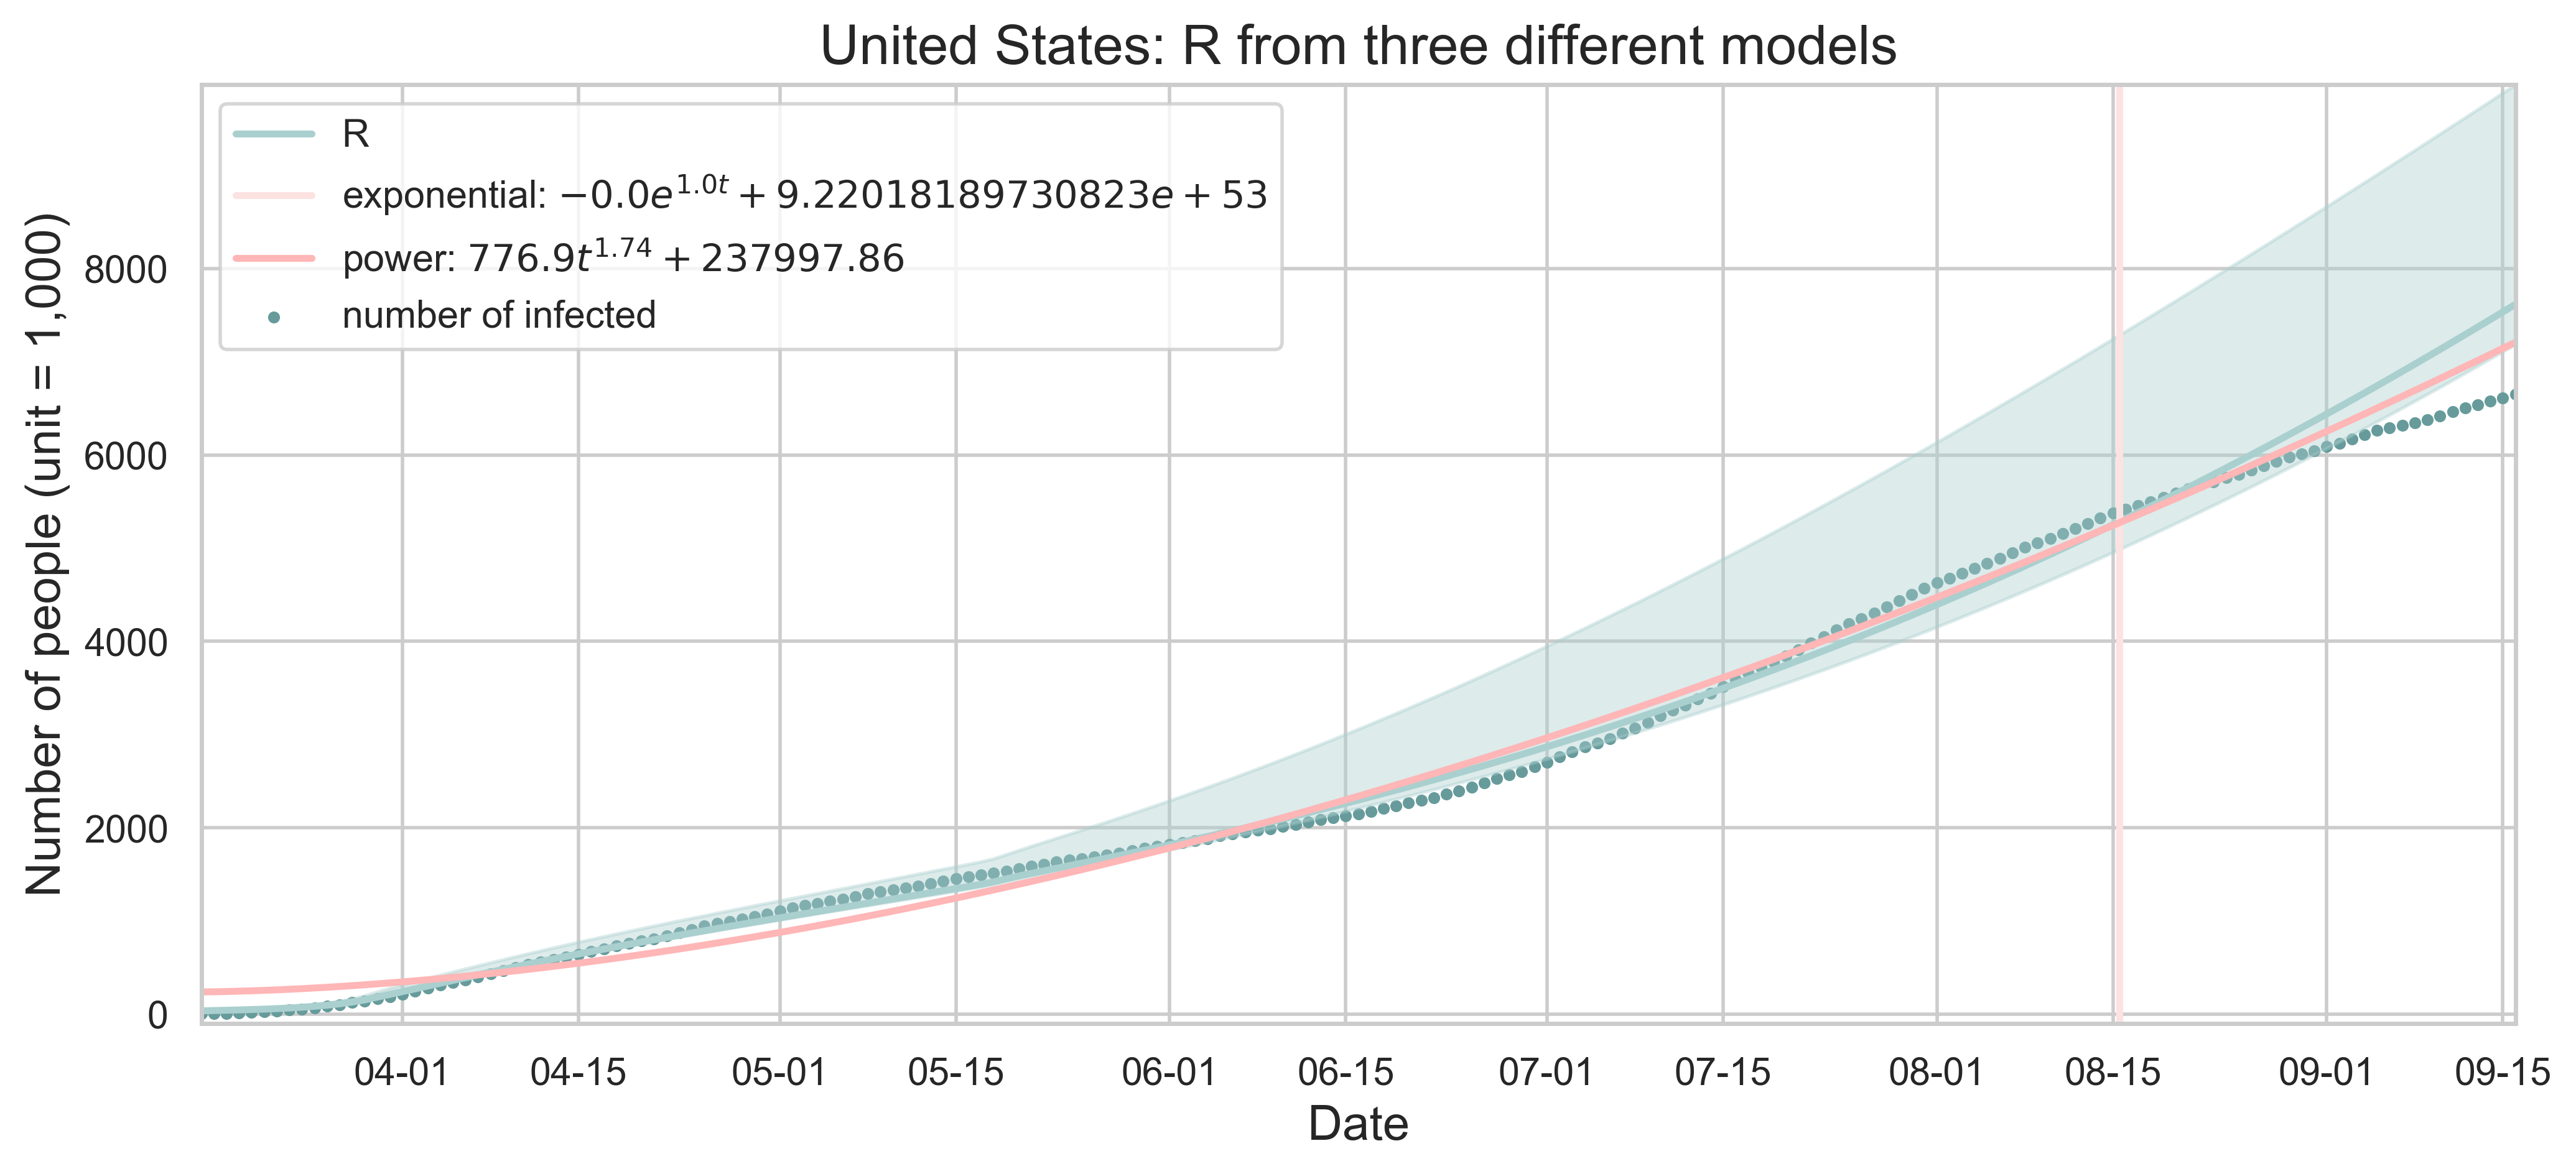 United States: R from three different models
R
exponential: −0.0e^{1.0t} + 9.22018189730823e + 53
power: 776.9t^{1.74} + 237997.86
number of infected
Number of people (unit = 1,000)
8000
6000
4000
2000
0
04-01 04-15 05-01 05-15 06-01 06-15 07-01 07-15 08-01 08-15 09-01 09-15
Date